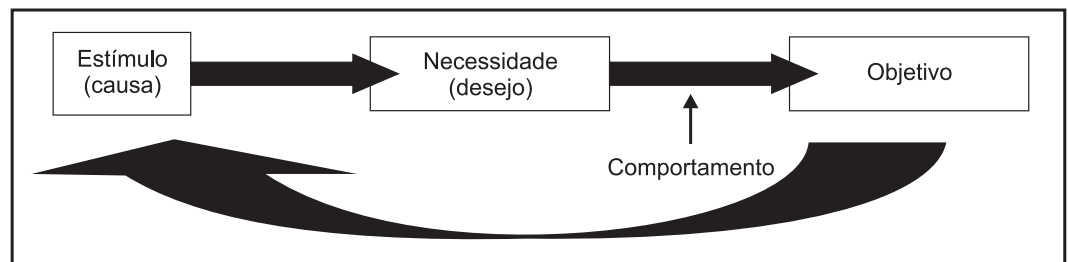 Estímulo
(causa)
Necessidade
(desejo)
Objetivo
Comportamento